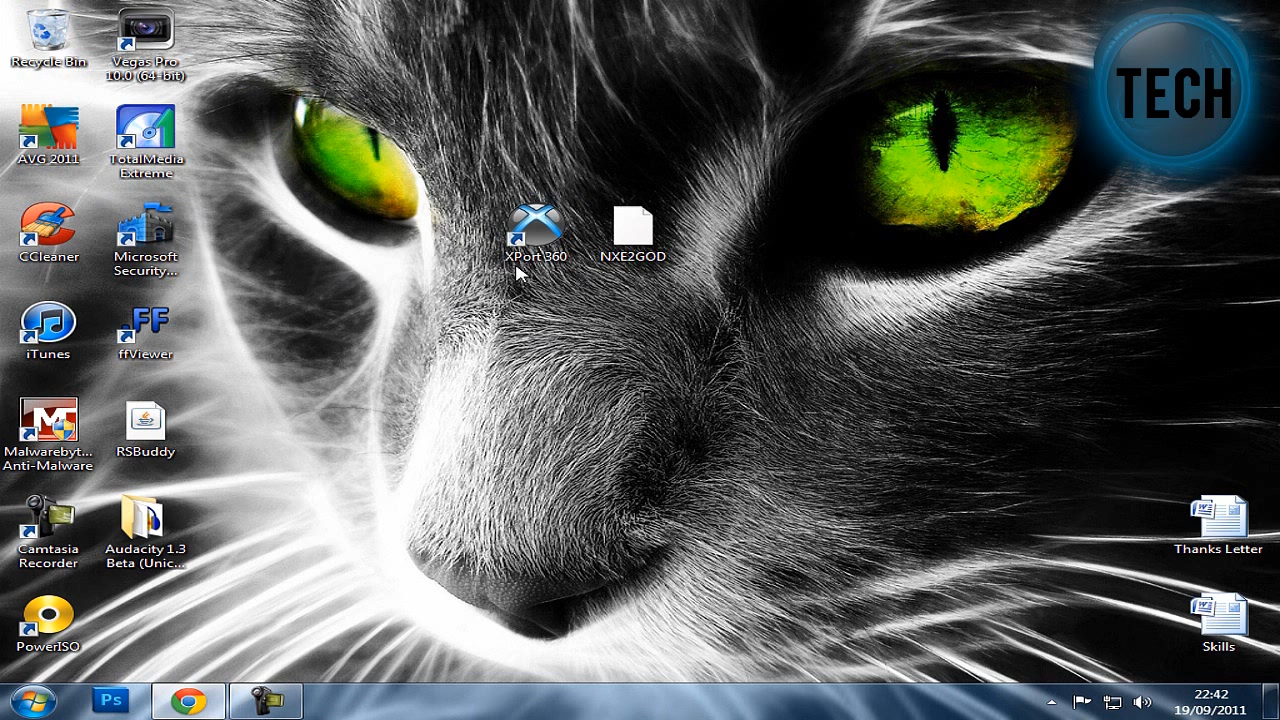 Recycle Bin
Vegas Pro
10.0 (64-bit)
TECH
AVG 2011
TotalMedia
Extreme
CCleaner
Microsoft
Security...
XPort 360
NXE2GOD
iTunes
.FF
ffViewer
Malwarebyt...
Anti-Malware
RSBuddy
Camtasia
Recorder
Audacity 1.3
Beta (Unic...
Thanks Letter
PowerISO
Skills
Ps
22:42
19/09/2011